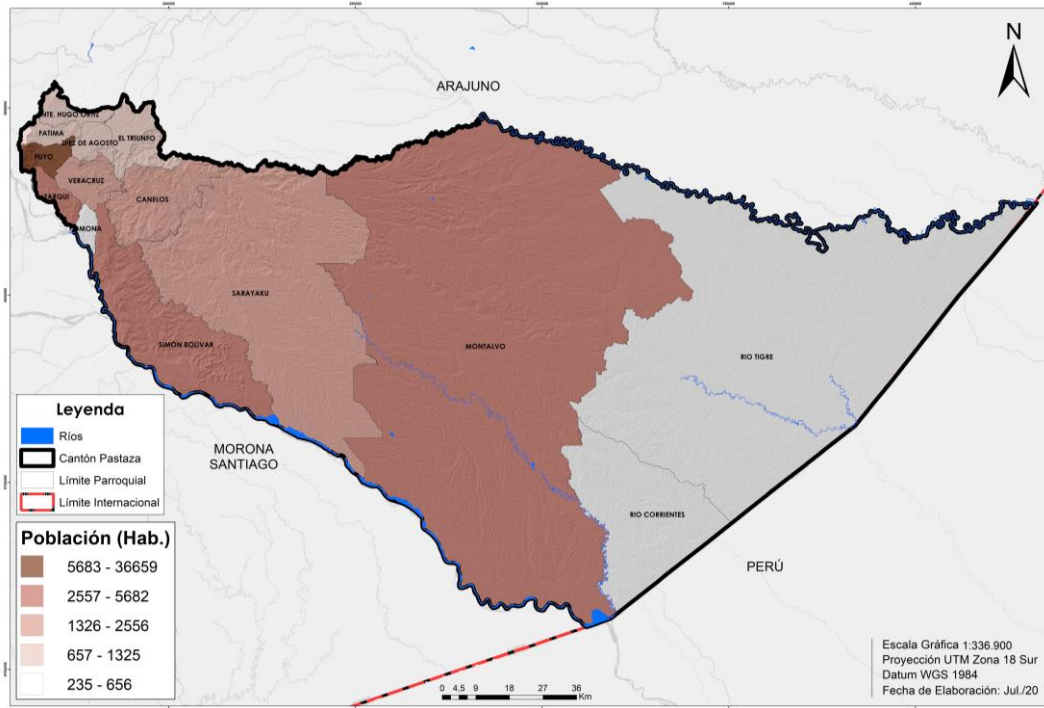 N
ARAJUNO
NTE. HUGO ORTIZ
FATIMA
DIEZ DE AGOSTO
EL TRIUNFO
PUYO
VERACRUZ
TARQUI
CANELOS
POMONA
SARAYAKU
SIMON BOLIVAR
MONTALVO
RIO TIGRE
RIO CORRIENTES
MORONA
SANTIAGO
PERÚ
Leyenda
Ríos
Cantón Pastaza
Límite Parroquial
Límite Internacional
Población (Hab.)
5683 - 36659
2557 - 5682
1326 - 2556
657 - 1325
235 - 656
0 4,5 9 18 27 36
Km
Escala Gráfica 1:336.900
Proyección UTM Zona 18 Sur
Datum WGS 1984
Fecha de Elaboración: Jul./20